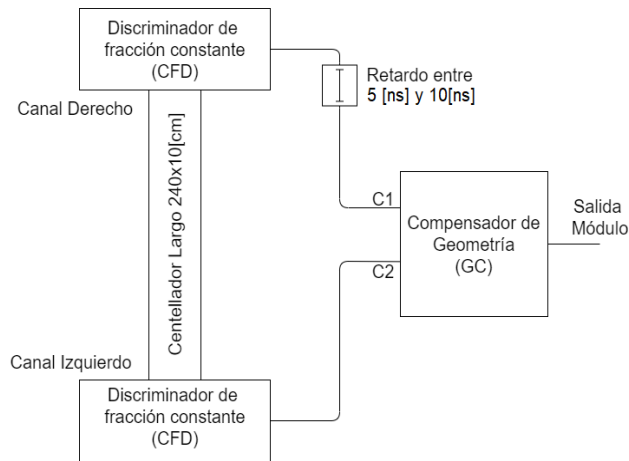 Discriminador de
fracción constante
(CFD)
Canal Derecho
Retardo entre
5 [ns] y 10[ns]
Centellador Largo 240x10[cm]
C1
Compensador de
Geometría
(GC)
C2
Salida
Módulo
Canal Izquierdo
Discriminador de
fracción constante
(CFD)